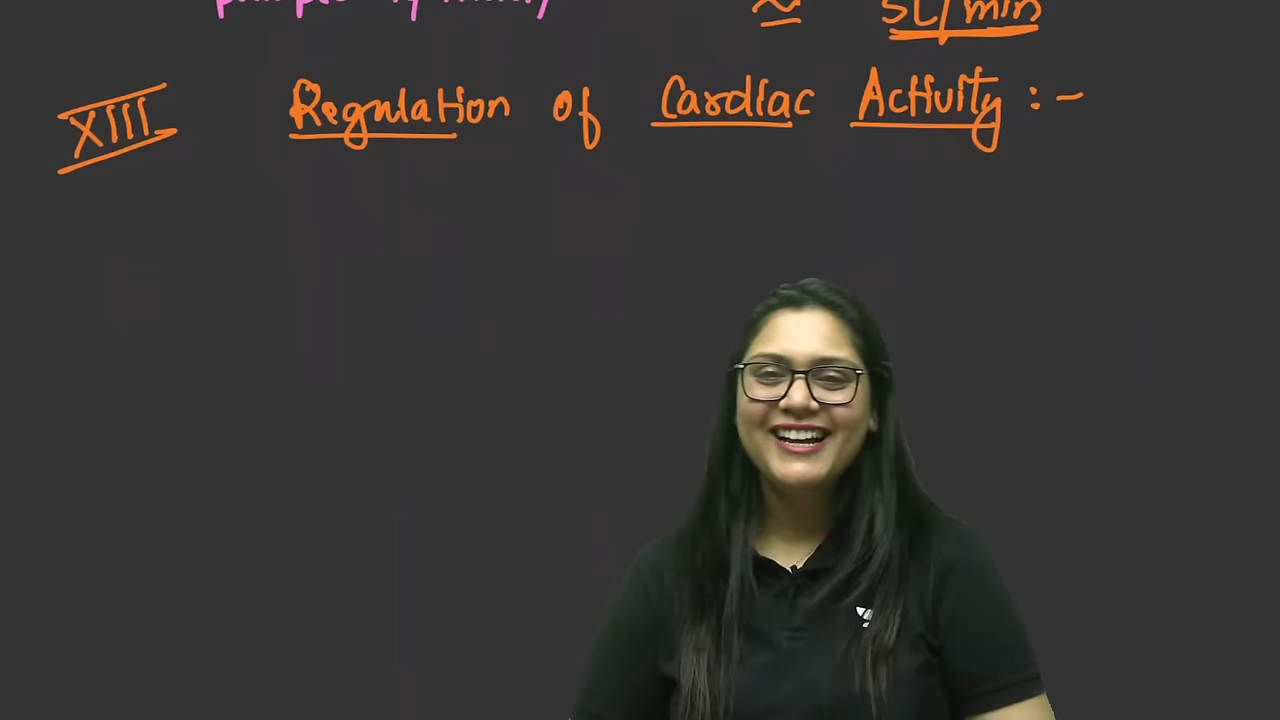 ≈ 5L/min
XIII. Regulation of Cardiac Activity :-